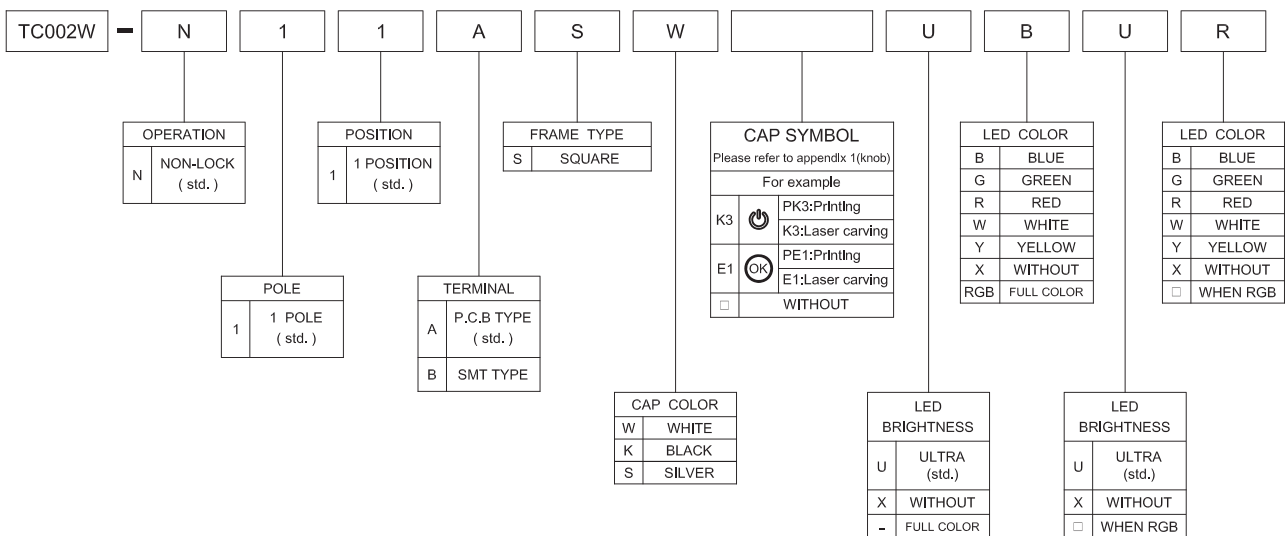 TC002W - N 1 1 A S W U B U R
OPERATION
N NON-LOCK
( std. )
POSITION
1 1 POSITION
( std. )
FRAME TYPE
S SQUARE
CAP SYMBOL
Please refer to appendix 1(knob)
For example
K3 PK3:Printing
K3:Laser carving
E1 OK PE1:Printing
E1:Laser carving
□ WITHOUT
LED COLOR
B BLUE
G GREEN
R RED
W WHITE
Y YELLOW
X WITHOUT
RGB FULL COLOR
LED COLOR
B BLUE
G GREEN
R RED
W WHITE
Y YELLOW
X WITHOUT
□ WHEN RGB
POLE
1 1 POLE
( std. )
TERMINAL
A P.C.B TYPE
( std. )
B SMT TYPE
CAP COLOR
W WHITE
K BLACK
S SILVER
LED
BRIGHTNESS
U ULTRA
(std.)
X WITHOUT
- FULL COLOR
LED
BRIGHTNESS
U ULTRA
(std.)
X WITHOUT
□ WHEN RGB